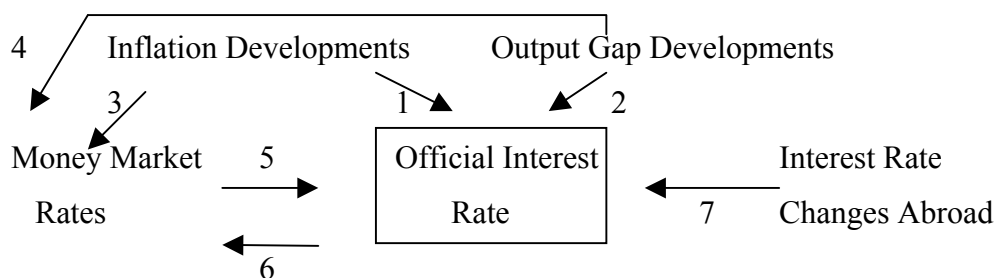 4 Inflation Developments Output Gap Developments
3 1 2
Money Market 5 Official Interest Interest Rate
Rates Rate 7 Changes Abroad
6